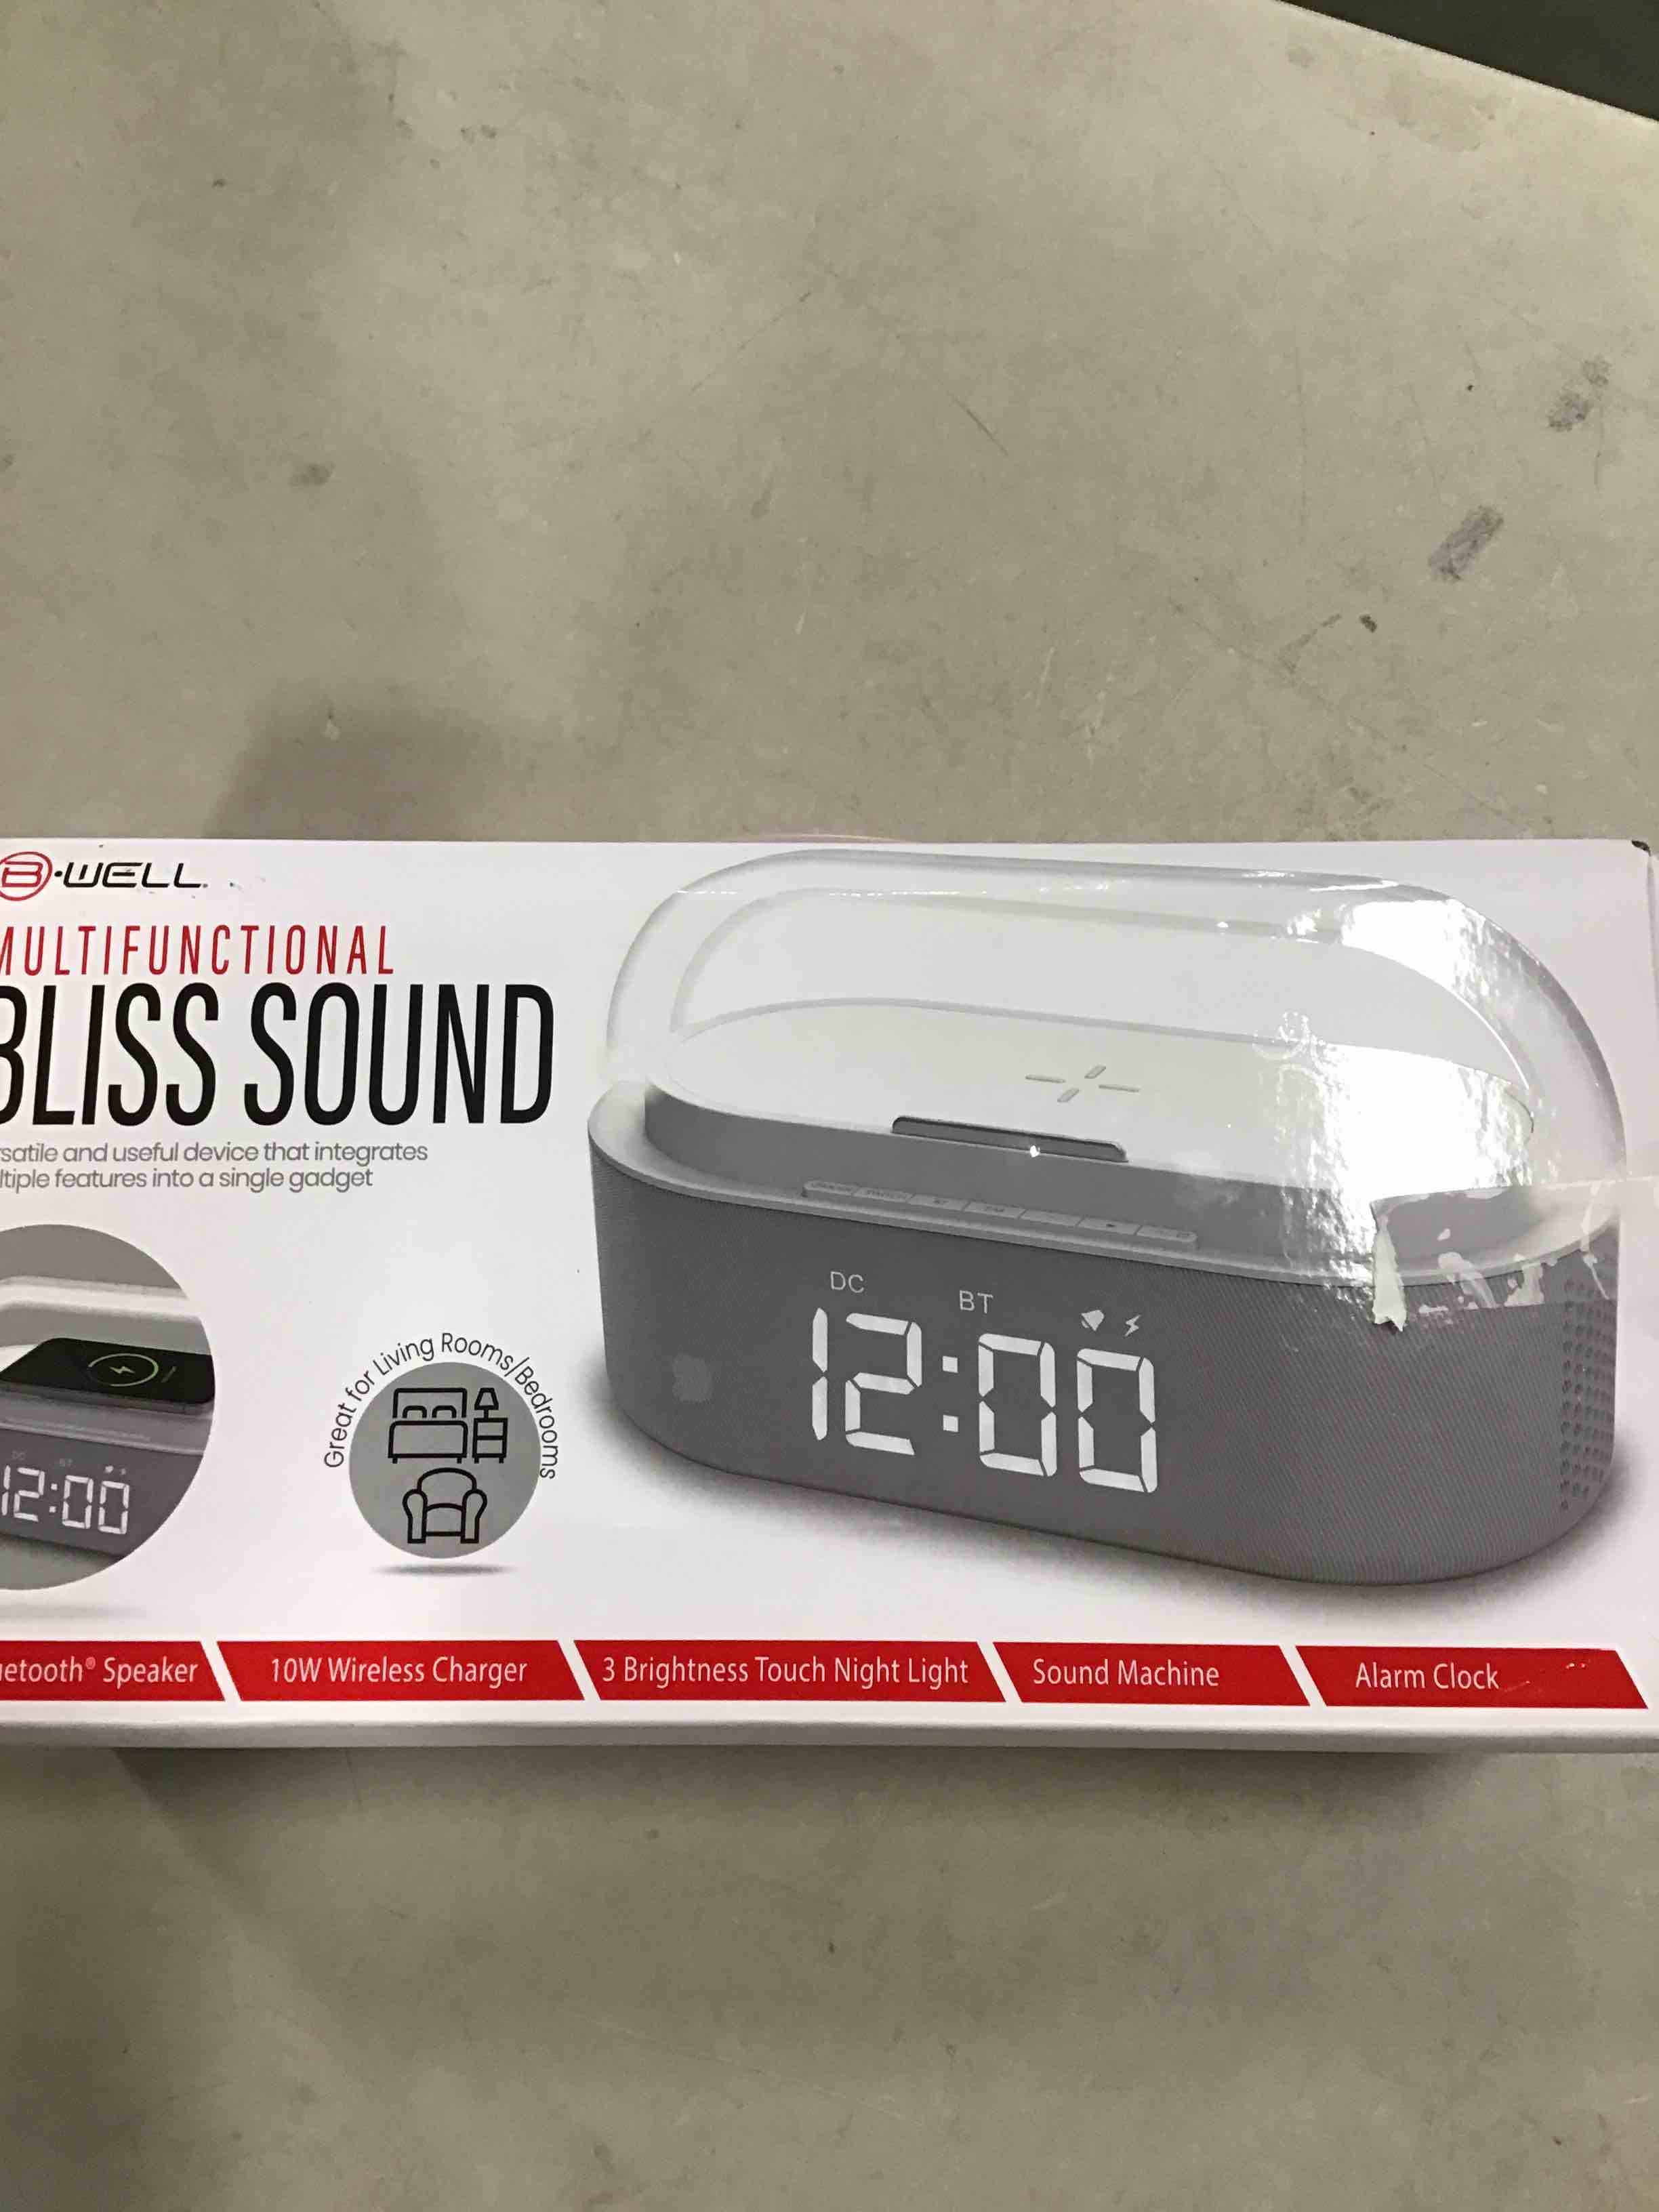 B·WELL.
MULTIFUNCTIONAL
BLISS SOUND
satile and useful device that integrates
ltiple features into a single gadget
Great for Living Rooms/Bedrooms
DC BT
12:00
12:00
etooth® Speaker
10W Wireless Charger
3 Brightness Touch Night Light
Sound Machine
Alarm Clock